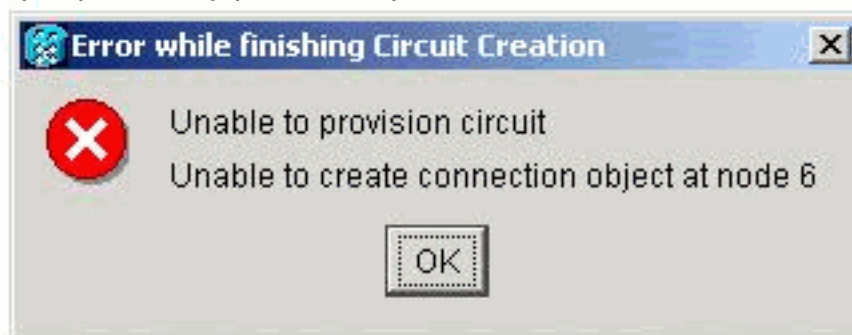 Error while finishing Circuit Creation
Unable to provision circuit
Unable to create connection object at node 6
OK